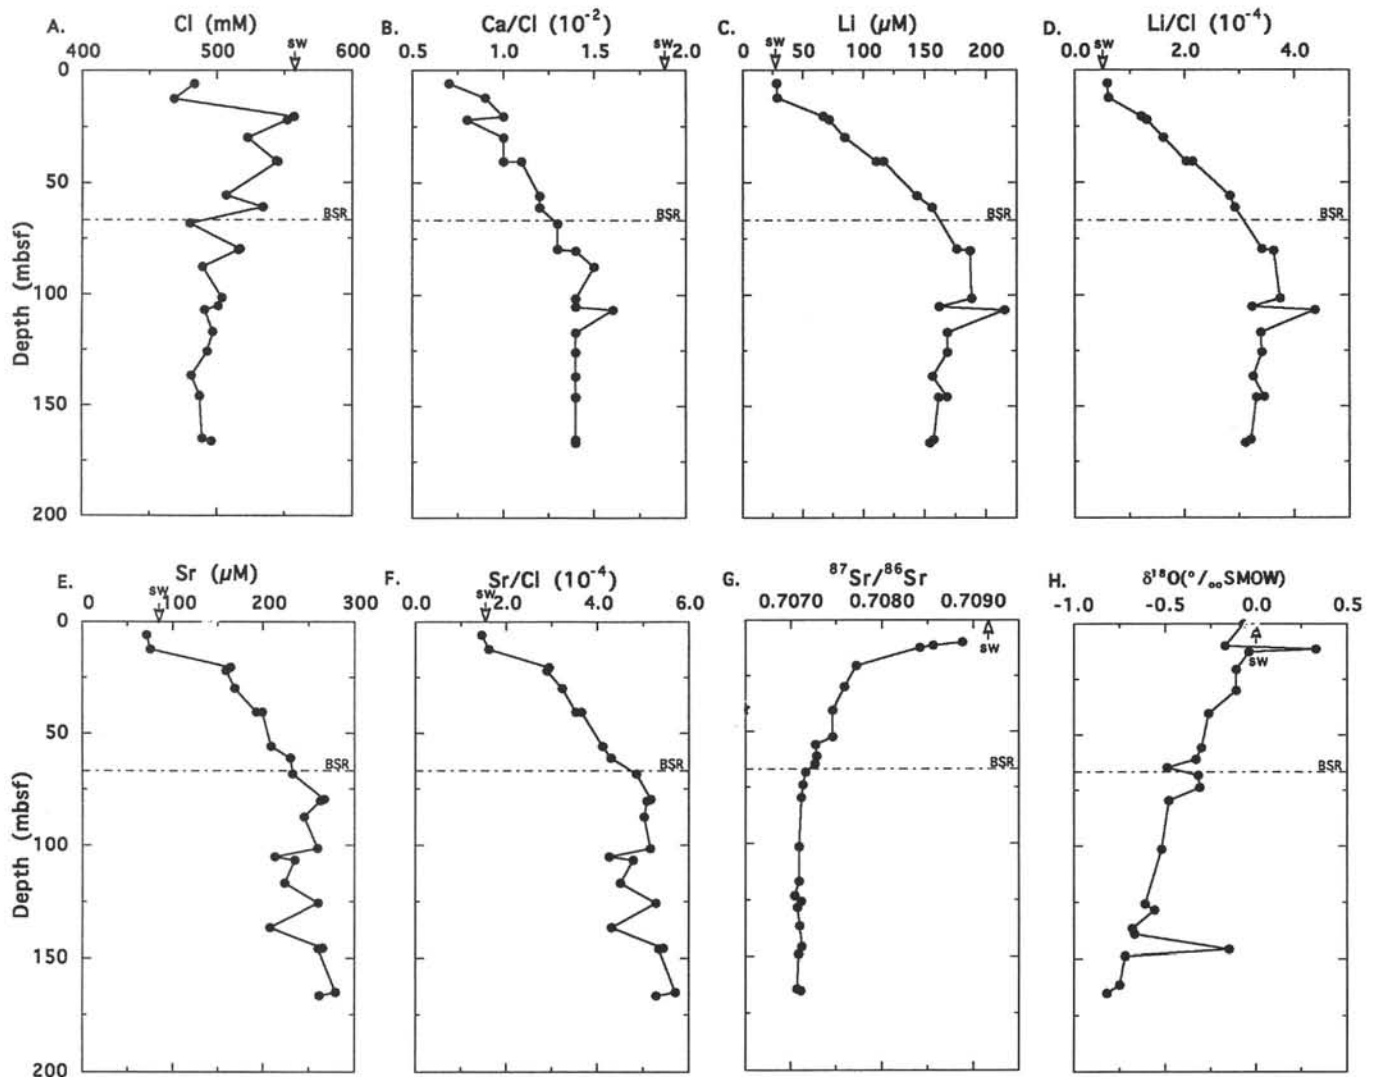 A. Cl (mM)
400 500 600
sw
B. Ca/Cl (10⁻²)
0.5 1.0 1.5 2.0
sw
C. Li (µM)
0 50 100 150 200
sw
D. Li/Cl (10⁻⁴)
0.0 2.0 4.0
sw
0
50
100
150
200
Depth (mbsf)
BSR
BSR
BSR
BSR
E. Sr (µM)
0 100 200 300
sw
F. Sr/Cl (10⁻⁴)
0.0 2.0 4.0 6.0
sw
G. ⁸⁷Sr/⁸⁶Sr
0.7070 0.7080 0.7090
sw
H. δ¹⁸O(°/ₒₒSMOW)
-1.0 -0.5 0.0 0.5
sw
0
50
100
150
200
Depth (mbsf)
BSR
BSR
BSR
BSR